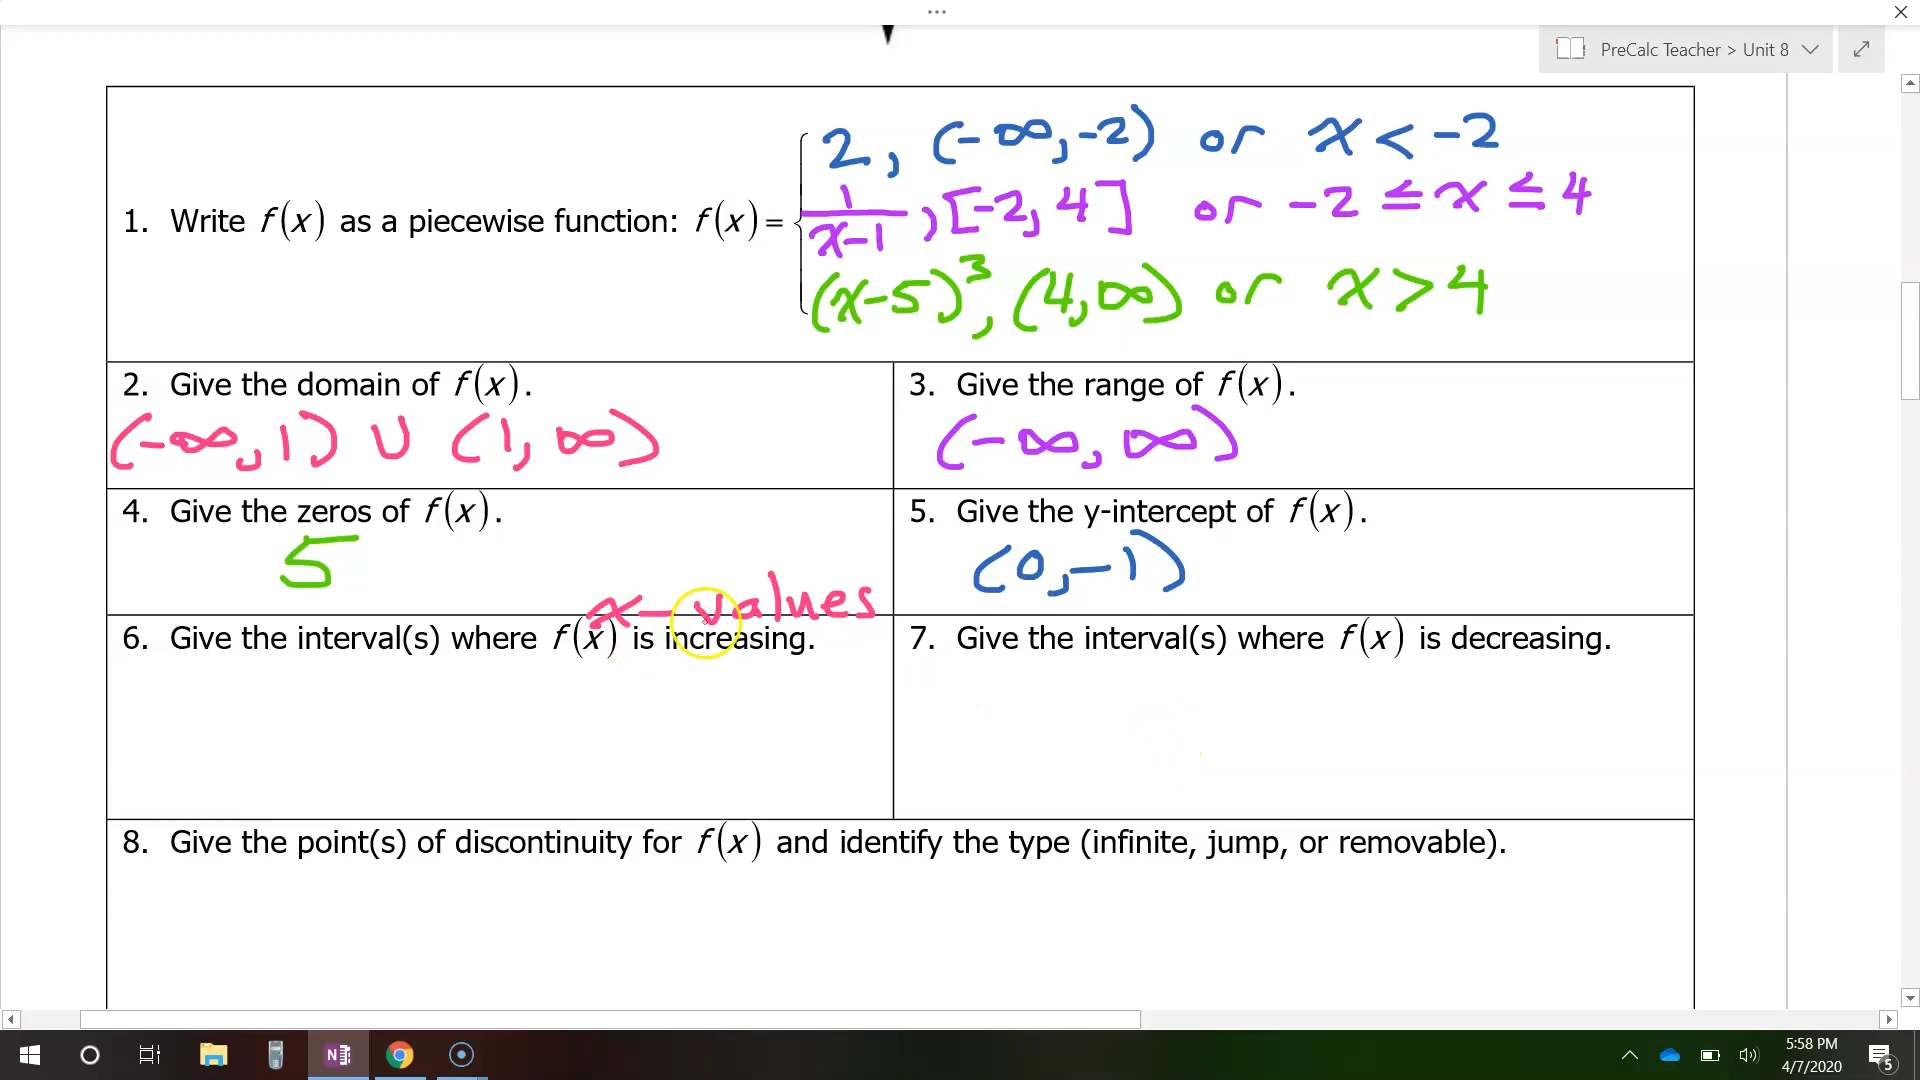 PreCalc Teacher > Unit 8
2, (-∞, -2) or x < -2
1. Write f(x) as a piecewise function: f(x) = { 1/(x-1), [-2, 4] or -2 ≤ x ≤ 4
(x-5)³, (4, ∞) or x > 4
2. Give the domain of f(x).
(-∞, 1) ∪ (1, ∞)
3. Give the range of f(x).
(-∞, ∞)
4. Give the zeros of f(x).
5
5. Give the y-intercept of f(x).
(0, -1)
x-values
6. Give the interval(s) where f(x) is increasing.
7. Give the interval(s) where f(x) is decreasing.
8. Give the point(s) of discontinuity for f(x) and identify the type (infinite, jump, or removable).
N
5:58 PM
4/7/2020
5